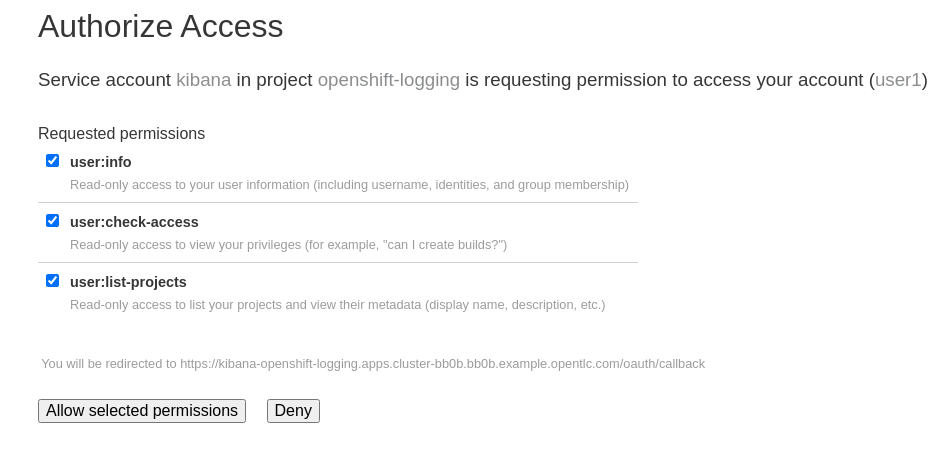 Authorize Access
Service account kibana in project openshift-logging is requesting permission to access your account (user1)
Requested permissions
user:info
Read-only access to your user information (including username, identities, and group membership)
user:check-access
Read-only access to view your privileges (for example, "can I create builds?")
user:list-projects
Read-only access to list your projects and view their metadata (display name, description, etc.)
You will be redirected to https://kibana-openshift-logging.apps.cluster-bb0b.bb0b.example.opentlc.com/oauth/callback
Allow selected permissions Deny